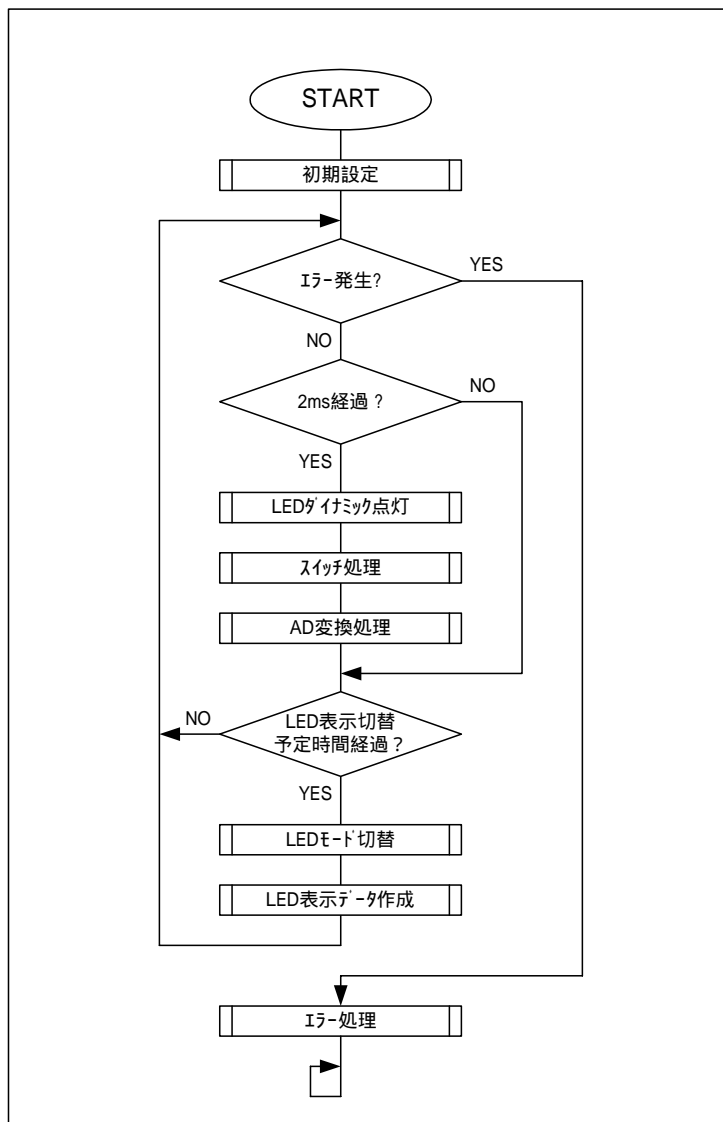 START
初期設定
ｴﾗｰ発生?
YES
NO
2ms経過？
NO
YES
LEDﾀﾞｲﾅﾐｯｸ点灯
ｽｲｯﾁ処理
AD変換処理
LED表示切替
予定時間経過？
NO
YES
LEDﾓｰﾄﾞ切替
LED表示ﾃﾞｰﾀ作成
ｴﾗｰ処理